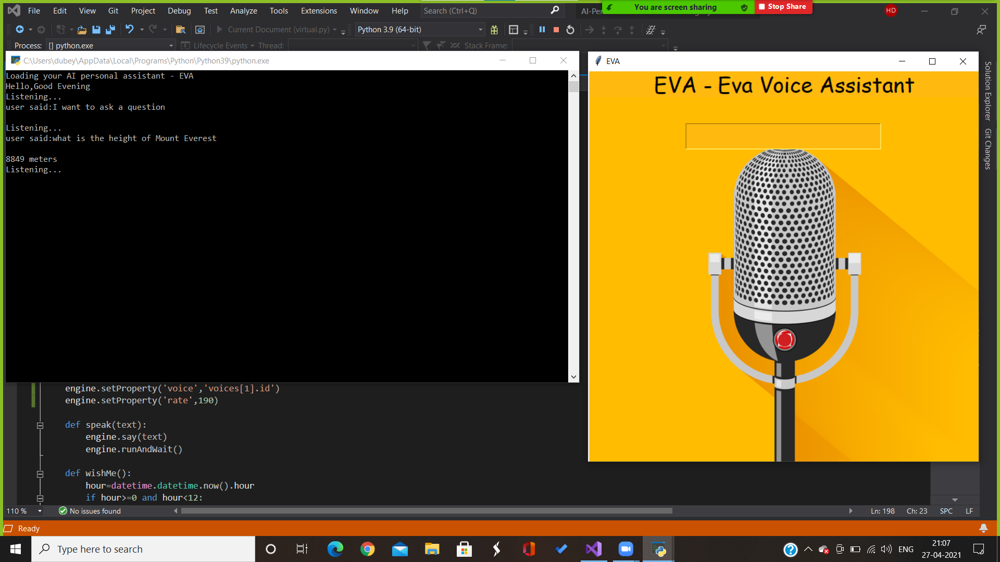 File Edit View Git Project Debug Test Analyze Tools Extensions Window Help Search (Ctrl+Q) AI-Per
You are screen sharing Stop Share HD
Current Document (virtual.py) Python 3.9 (64-bit)
Process: [] python.exe Lifecycle Events Thread: Stack Frame:
C:\Users\dubey\AppData\Local\Programs\Python\Python39\python.exe
Loading your AI personal assistant - EVA
Hello,Good Evening
Listening...
user said:I want to ask a question
Listening...
user said:what is the height of Mount Everest
8849 meters
Listening...
EVA
EVA - Eva Voice Assistant
Solution Explorer
Git Changes
engine.setProperty('voice','voices[1].id')
engine.setProperty('rate',190)
def speak(text):
engine.say(text)
engine.runAndWait()
def wishMe():
hour=datetime.datetime.now().hour
if hour>=0 and hour<12:
110 % No issues found Ln: 198 Ch: 23 SPC LF
Ready
Type here to search
ENG
21:07
27-04-2021